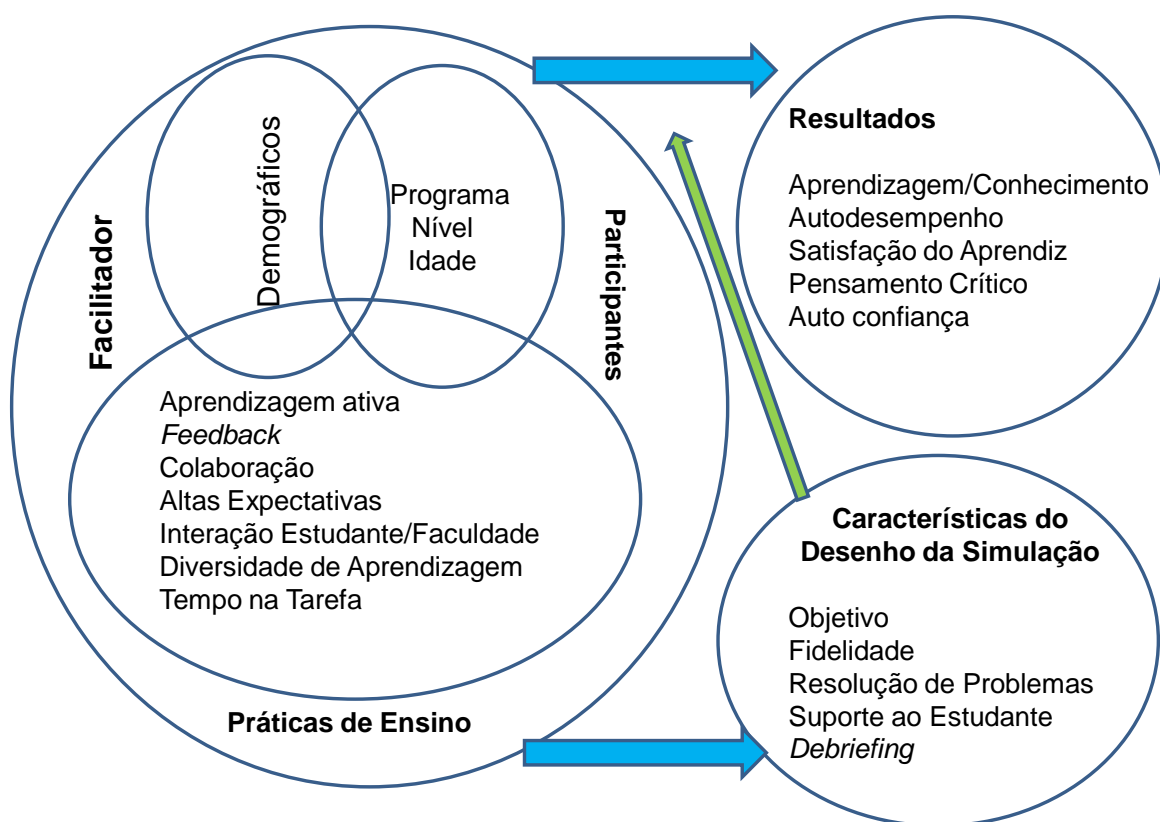 Facilitador
Demográficos
Programa
Nível
Idade
Participantes
Aprendizagem ativa
Feedback
Colaboração
Altas Expectativas
Interação Estudante/Faculdade
Diversidade de Aprendizagem
Tempo na Tarefa
Práticas de Ensino
Resultados
Aprendizagem/Conhecimento
Autodesempenho
Satisfação do Aprendiz
Pensamento Crítico
Auto confiança
Características do
Desenho da Simulação
Objetivo
Fidelidade
Resolução de Problemas
Suporte ao Estudante
Debriefing